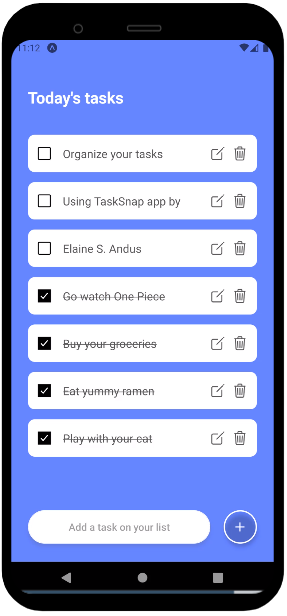 11:12
Today's tasks
Organize your tasks
Using TaskSnap app by
Elaine S. Andus
Go watch One Piece
Buy your groceries
Eat yummy ramen
Play with your cat
Add a task on your list
+